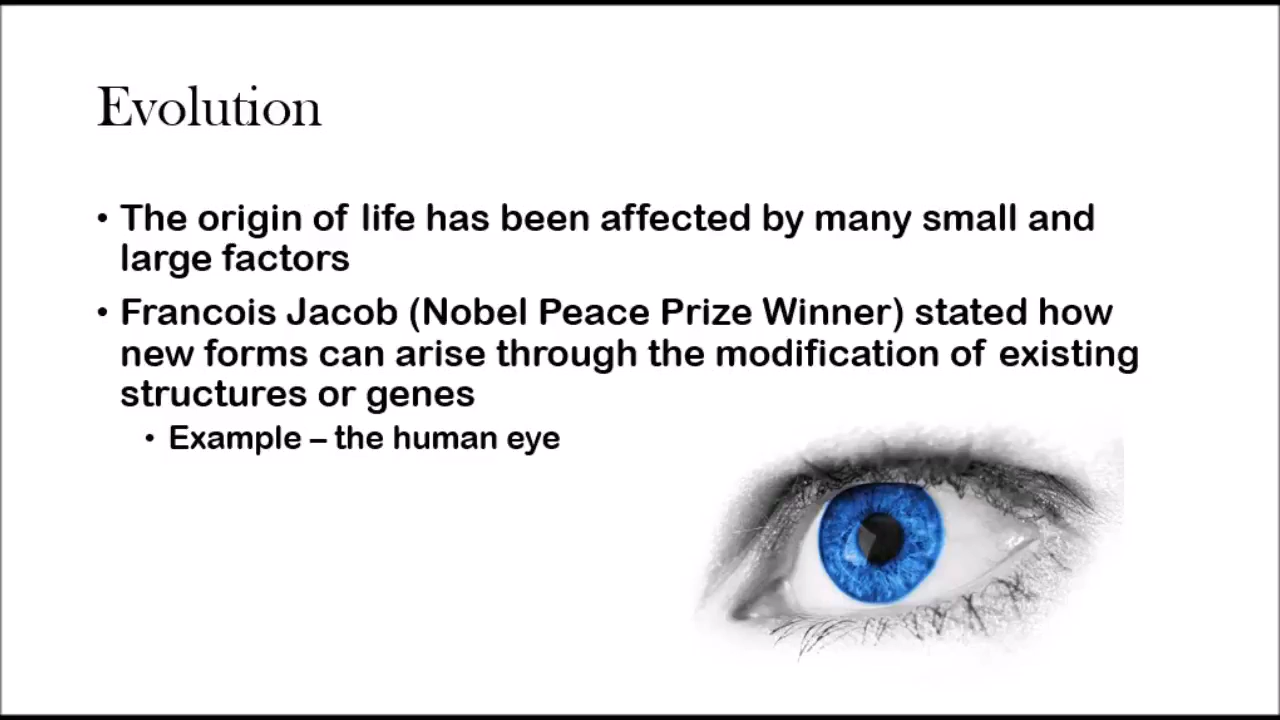 Evolution
• The origin of life has been affected by many small and
large factors
• Francois Jacob (Nobel Peace Prize Winner) stated how
new forms can arise through the modification of existing
structures or genes
• Example – the human eye